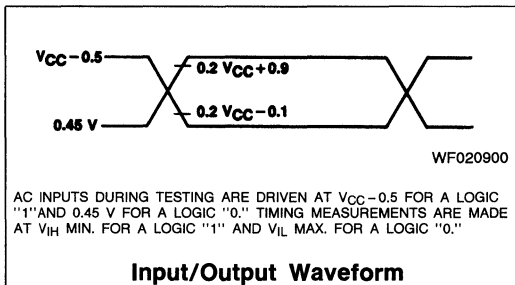 VCC−0.5
0.2 VCC+0.9
0.2 VCC−0.1
0.45 V
WF020900
AC INPUTS DURING TESTING ARE DRIVEN AT VCC−0.5 FOR A LOGIC
"1"AND 0.45 V FOR A LOGIC "0." TIMING MEASUREMENTS ARE MADE
AT VIH MIN. FOR A LOGIC "1" AND VIL MAX. FOR A LOGIC "0."
Input/Output Waveform